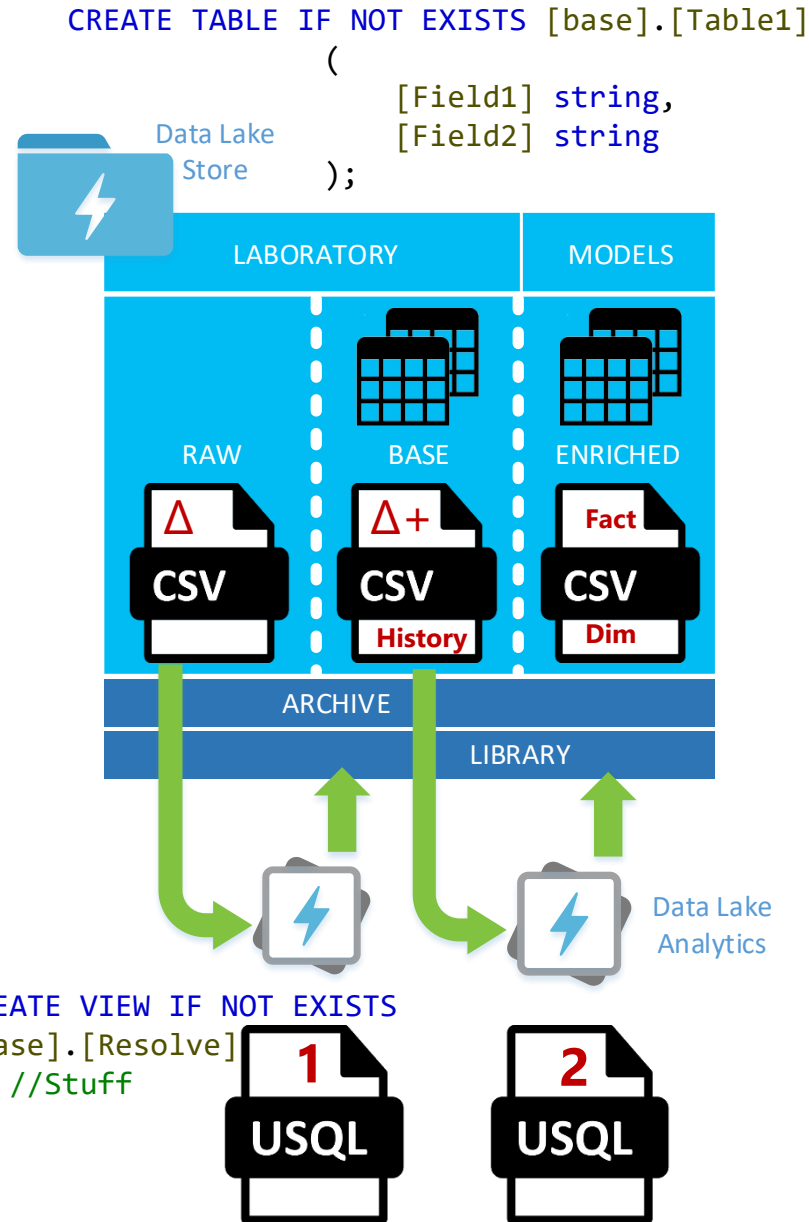 CREATE TABLE IF NOT EXISTS [base].[Table1]
(
[Field1] string,
[Field2] string
);
Data Lake
Store
LABORATORY
MODELS
RAW
BASE
ENRICHED
Δ
CSV
Δ+
CSV
History
Fact
CSV
Dim
ARCHIVE
LIBRARY
Data Lake
Analytics
EATE VIEW IF NOT EXISTS
ase].[Resolve]
//Stuff
1
USQL
2
USQL